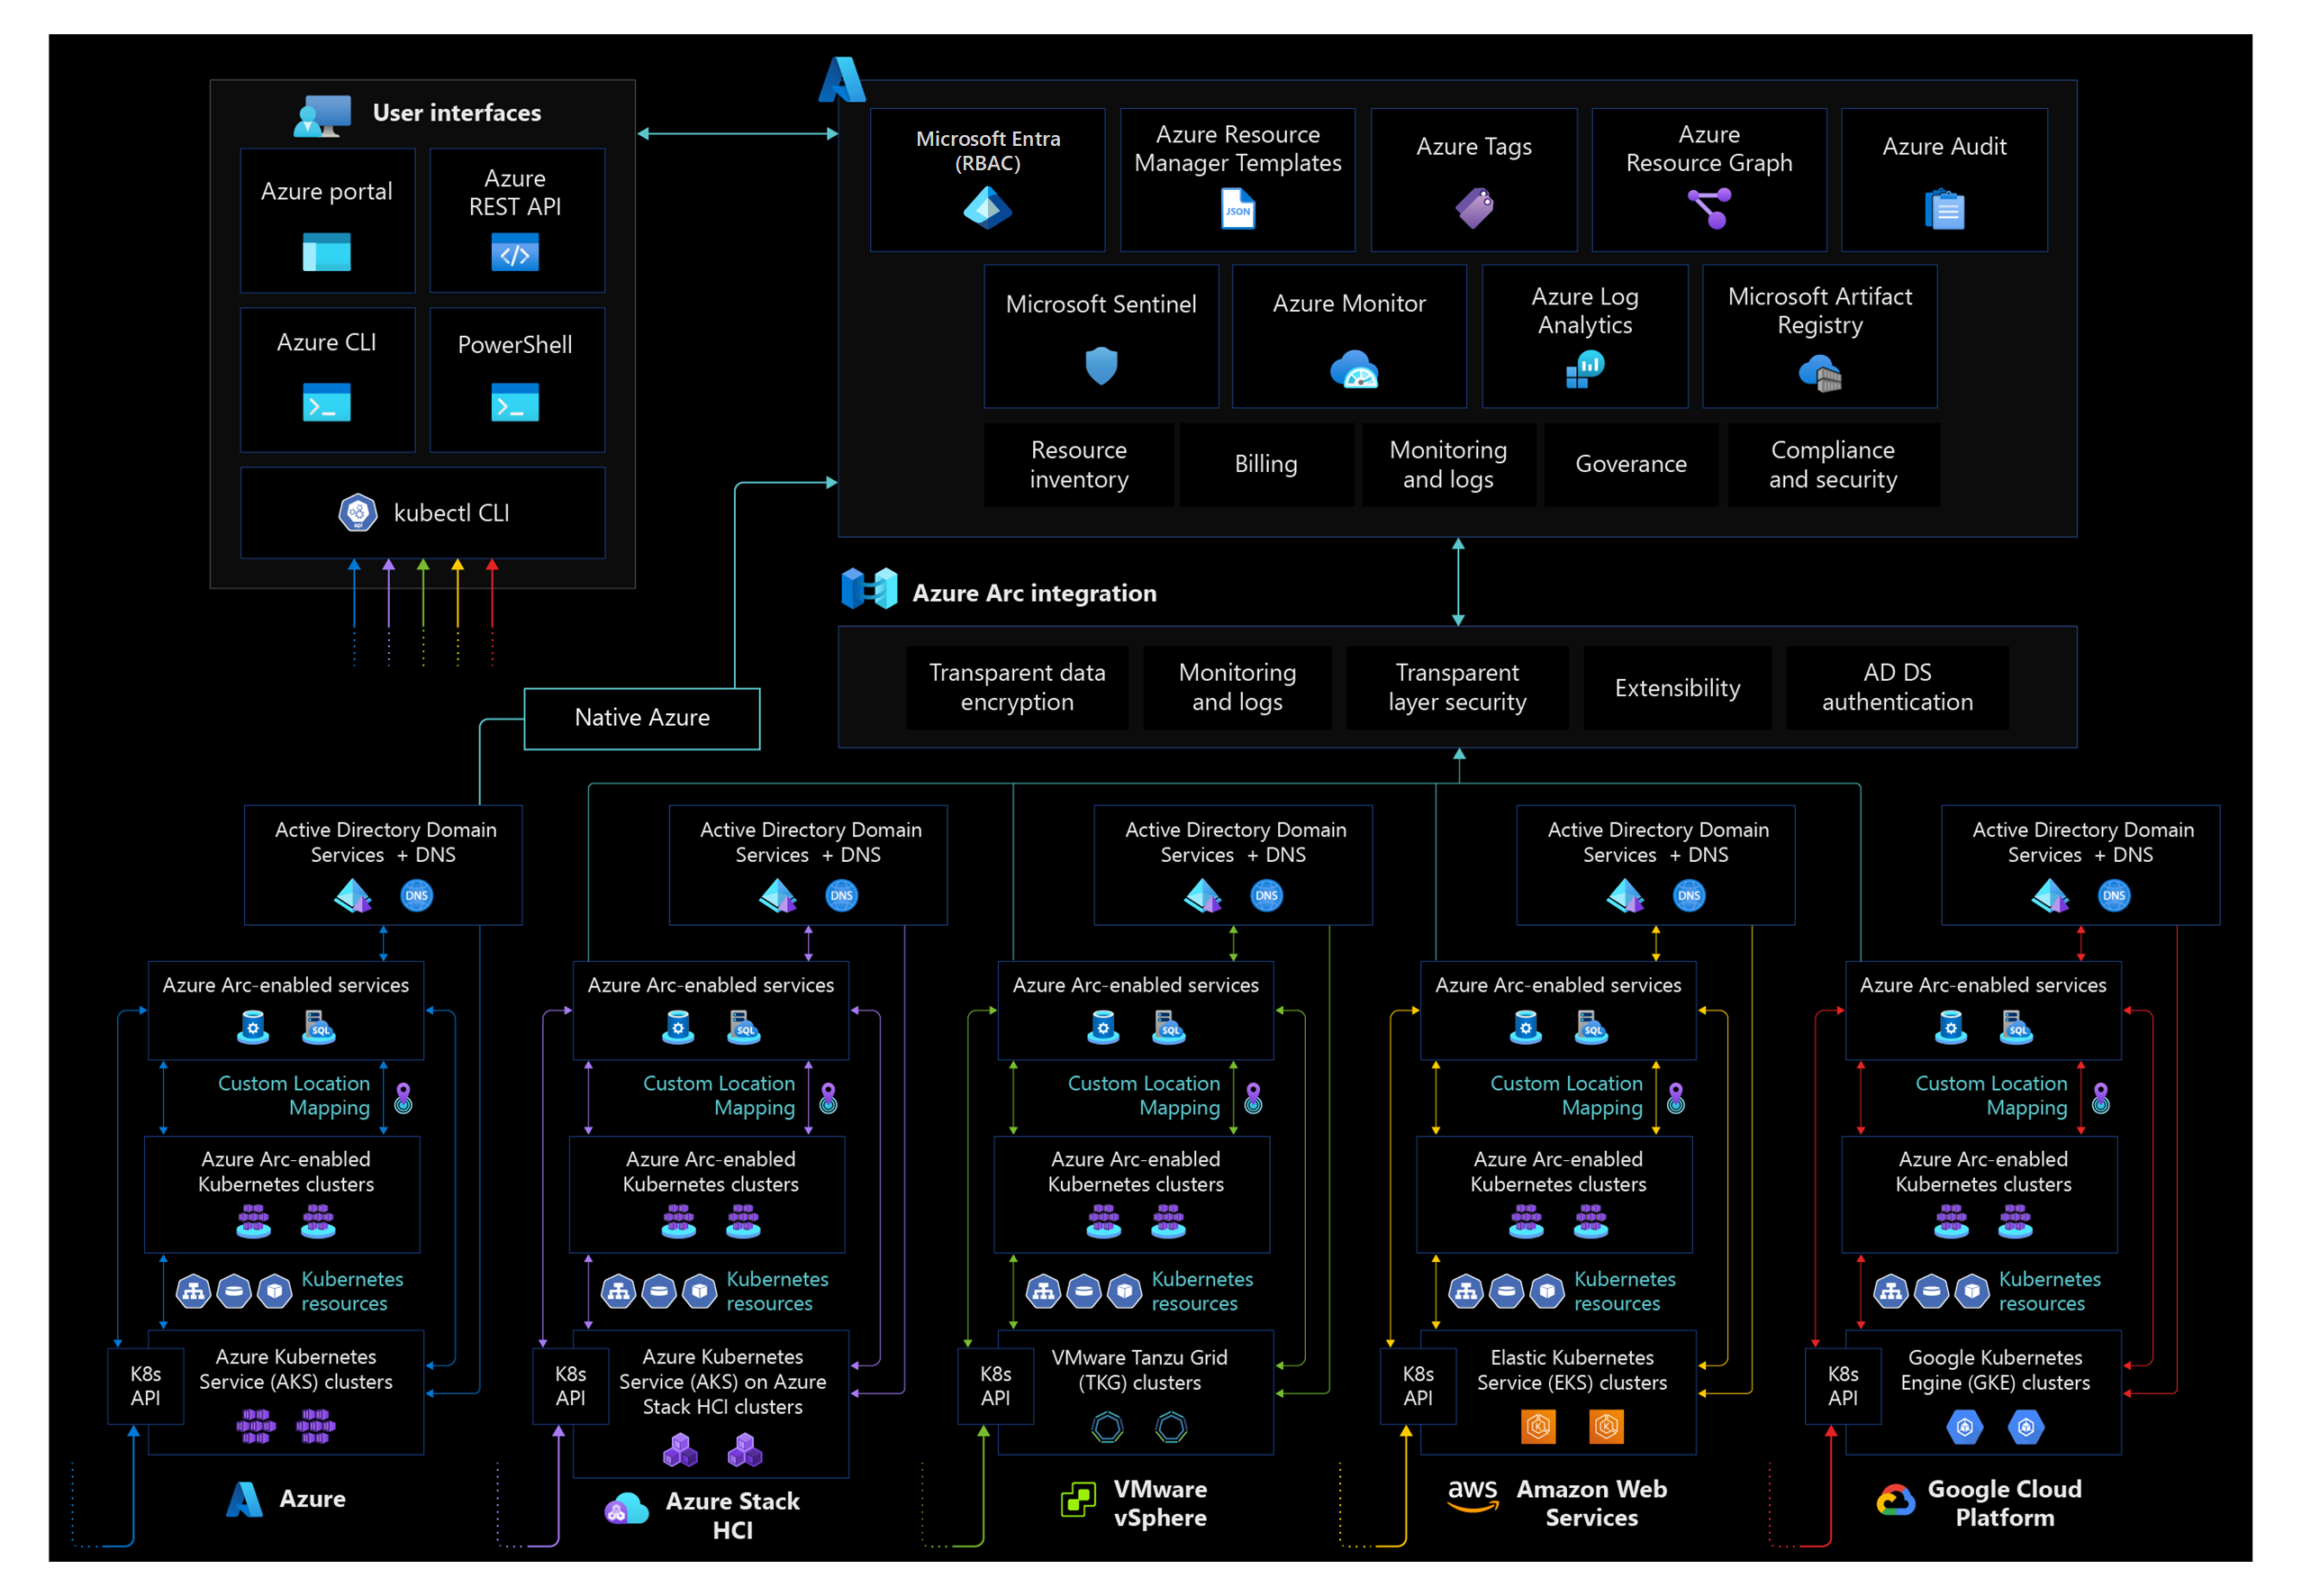 User interfaces
Azure portal
Azure
REST API
Azure CLI
PowerShell
api
kubectl CLI
Microsoft Entra
(RBAC)
Azure Resource
Manager Templates
JSON
Azure Tags
Azure
Resource Graph
Azure Audit
Microsoft Sentinel
Azure Monitor
Azure Log
Analytics
Microsoft Artifact
Registry
Resource
inventory
Billing
Monitoring
and logs
Goverance
Compliance
and security
Azure Arc integration
Transparent data
encryption
Monitoring
and logs
Transparent
layer security
Extensibility
AD DS
authentication
Native Azure
Active Directory Domain
Services + DNS
DNS
Azure Arc-enabled services
SQL
Custom Location
Mapping
Azure Arc-enabled
Kubernetes clusters
Kubernetes
resources
K8s
API
Azure Kubernetes
Service (AKS) clusters
Azure
Active Directory Domain
Services + DNS
DNS
Azure Arc-enabled services
SQL
Custom Location
Mapping
Azure Arc-enabled
Kubernetes clusters
Kubernetes
resources
K8s
API
Azure Kubernetes
Service (AKS) on Azure
Stack HCI clusters
Azure Stack
HCI
Active Directory Domain
Services + DNS
DNS
Azure Arc-enabled services
SQL
Custom Location
Mapping
Azure Arc-enabled
Kubernetes clusters
Kubernetes
resources
K8s
API
VMware Tanzu Grid
(TKG) clusters
VMware
vSphere
Active Directory Domain
Services + DNS
DNS
Azure Arc-enabled services
SQL
Custom Location
Mapping
Azure Arc-enabled
Kubernetes clusters
Kubernetes
resources
K8s
API
Elastic Kubernetes
Service (EKS) clusters
K
K
aws
Amazon Web
Services
Active Directory Domain
Services + DNS
DNS
Azure Arc-enabled services
SQL
Custom Location
Mapping
Azure Arc-enabled
Kubernetes clusters
Kubernetes
resources
K8s
API
Google Kubernetes
Engine (GKE) clusters
Google Cloud
Platform